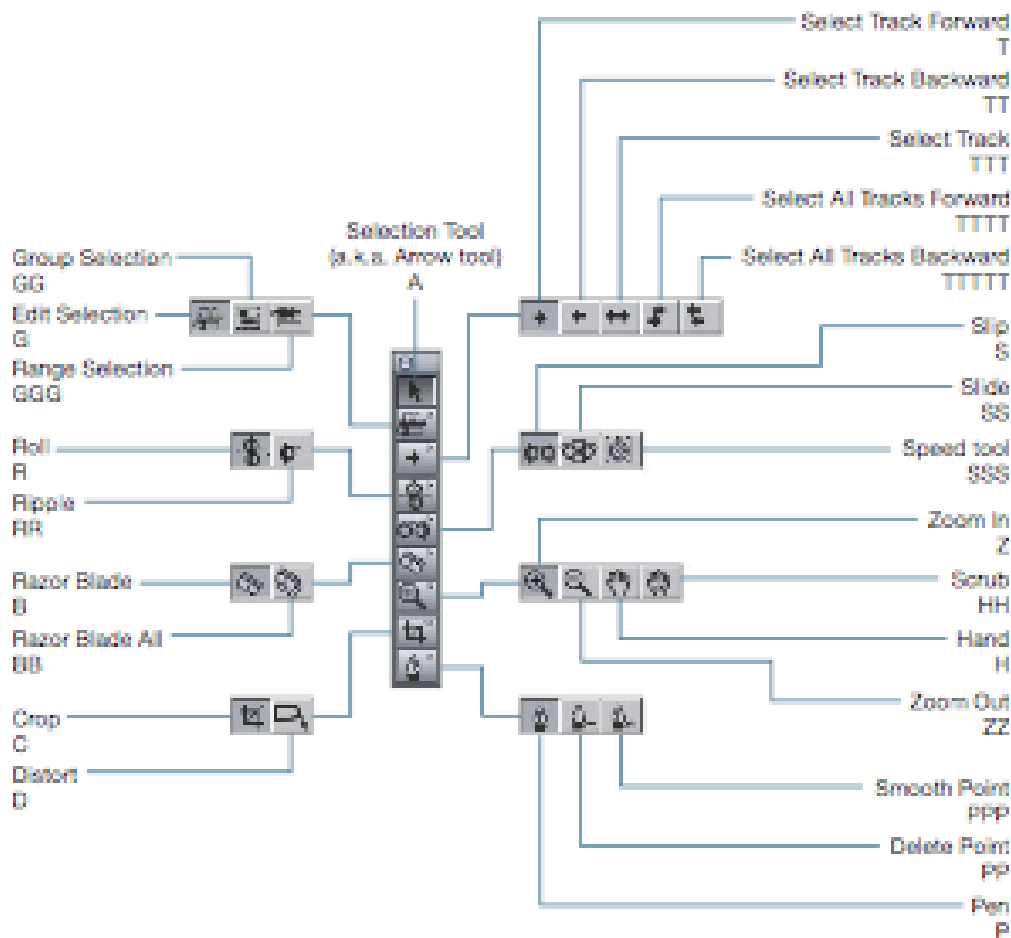 Select Track Forward
T
Select Track Backward
TT
Select Track
TTT
Select All Tracks Forward
TTTT
Select All Tracks Backward
TTTTT
Selection Tool
(a.k.a. Arrow tool)
A
Group Selection
GG
Edit Selection
G
Range Selection
GGG
Roll
R
Ripple
RR
Razor Blade
B
Razor Blade All
BB
Crop
C
Distort
D
Slip
S
Slide
SS
Speed tool
SSS
Zoom In
Z
Scrub
HH
Hand
H
Zoom Out
ZZ
Smooth Point
PPP
Delete Point
PP
Pen
P